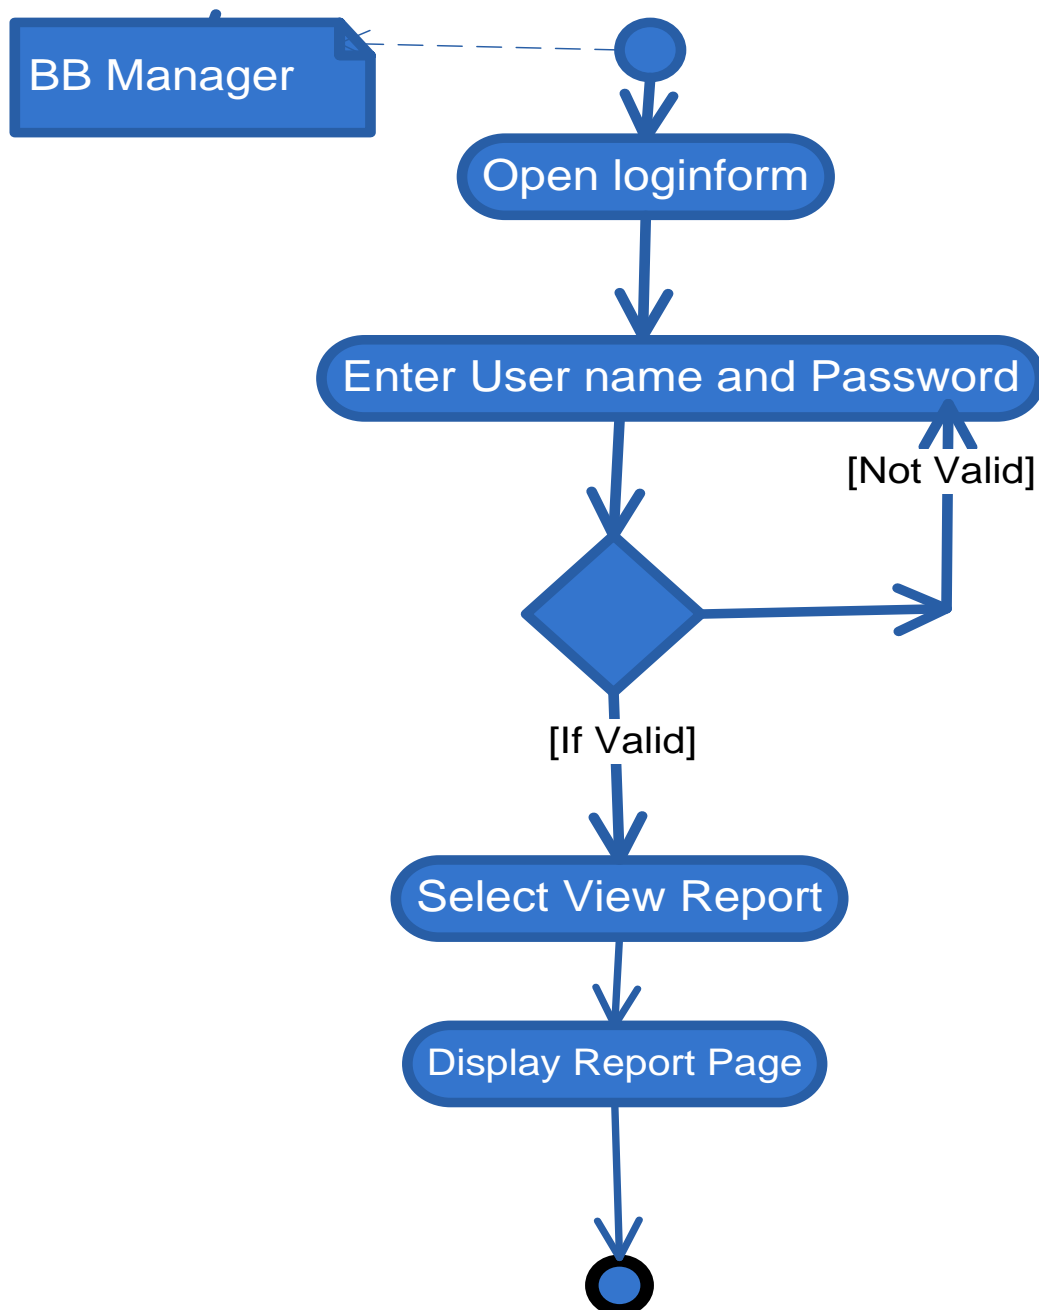 BB Manager
Open loginform
Enter User name and Password
[Not Valid]
[If Valid]
Select View Report
Display Report Page